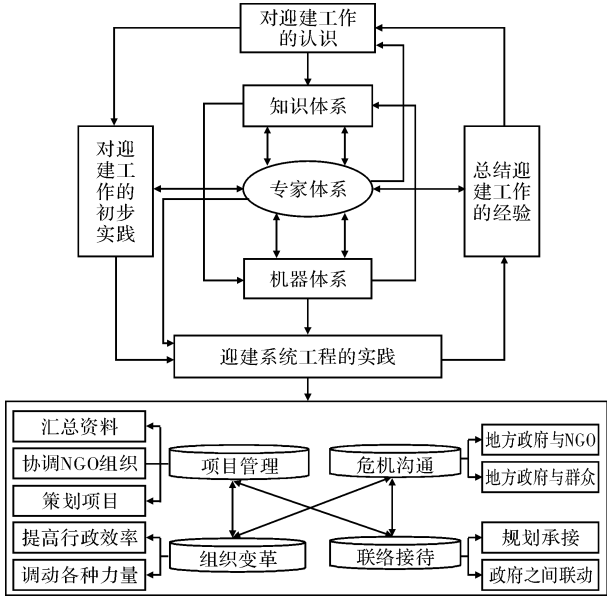 对迎建工作
的认识
知识体系
对迎
建工
作的
初步
实践
专家体系
总结迎
建工作
的经验
机器体系
迎建系统工程的实践
汇总资料
协调NGO组织
策划项目
项目管理
危机沟通
地方政府与NGO
地方政府与群众
提高行政效率
调动各种力量
组织变革
联络接待
规划承接
政府之间联动